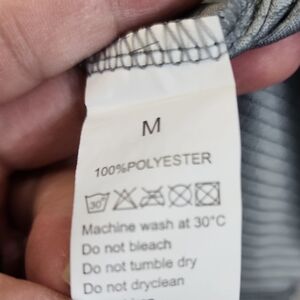 M
100%POLYESTER
30°
Machine wash at 30°C
Do not bleach
Do not tumble dry
Do not dryclean